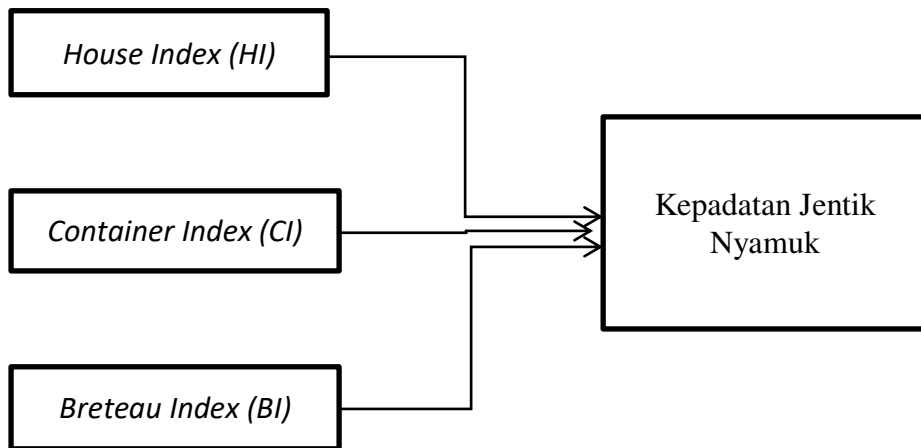 House Index (HI)
Container Index (CI)
Breteau Index (BI)
Kepadatan Jentik
Nyamuk